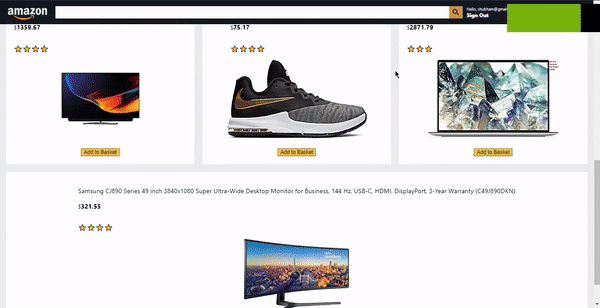 amazon
Hello, shubham@gmail
Sign Out
$1359.67
$75.17
$2871.79
Add to Basket
Add to Basket
Add to Basket
Samsung CJ890 Series 49 inch 3840x1080 Super Ultra-Wide Desktop Monitor for Business, 144 Hz, USB-C, HDMI, DisplayPort, 3-Year Warranty (C49J890DKN)
$321.55